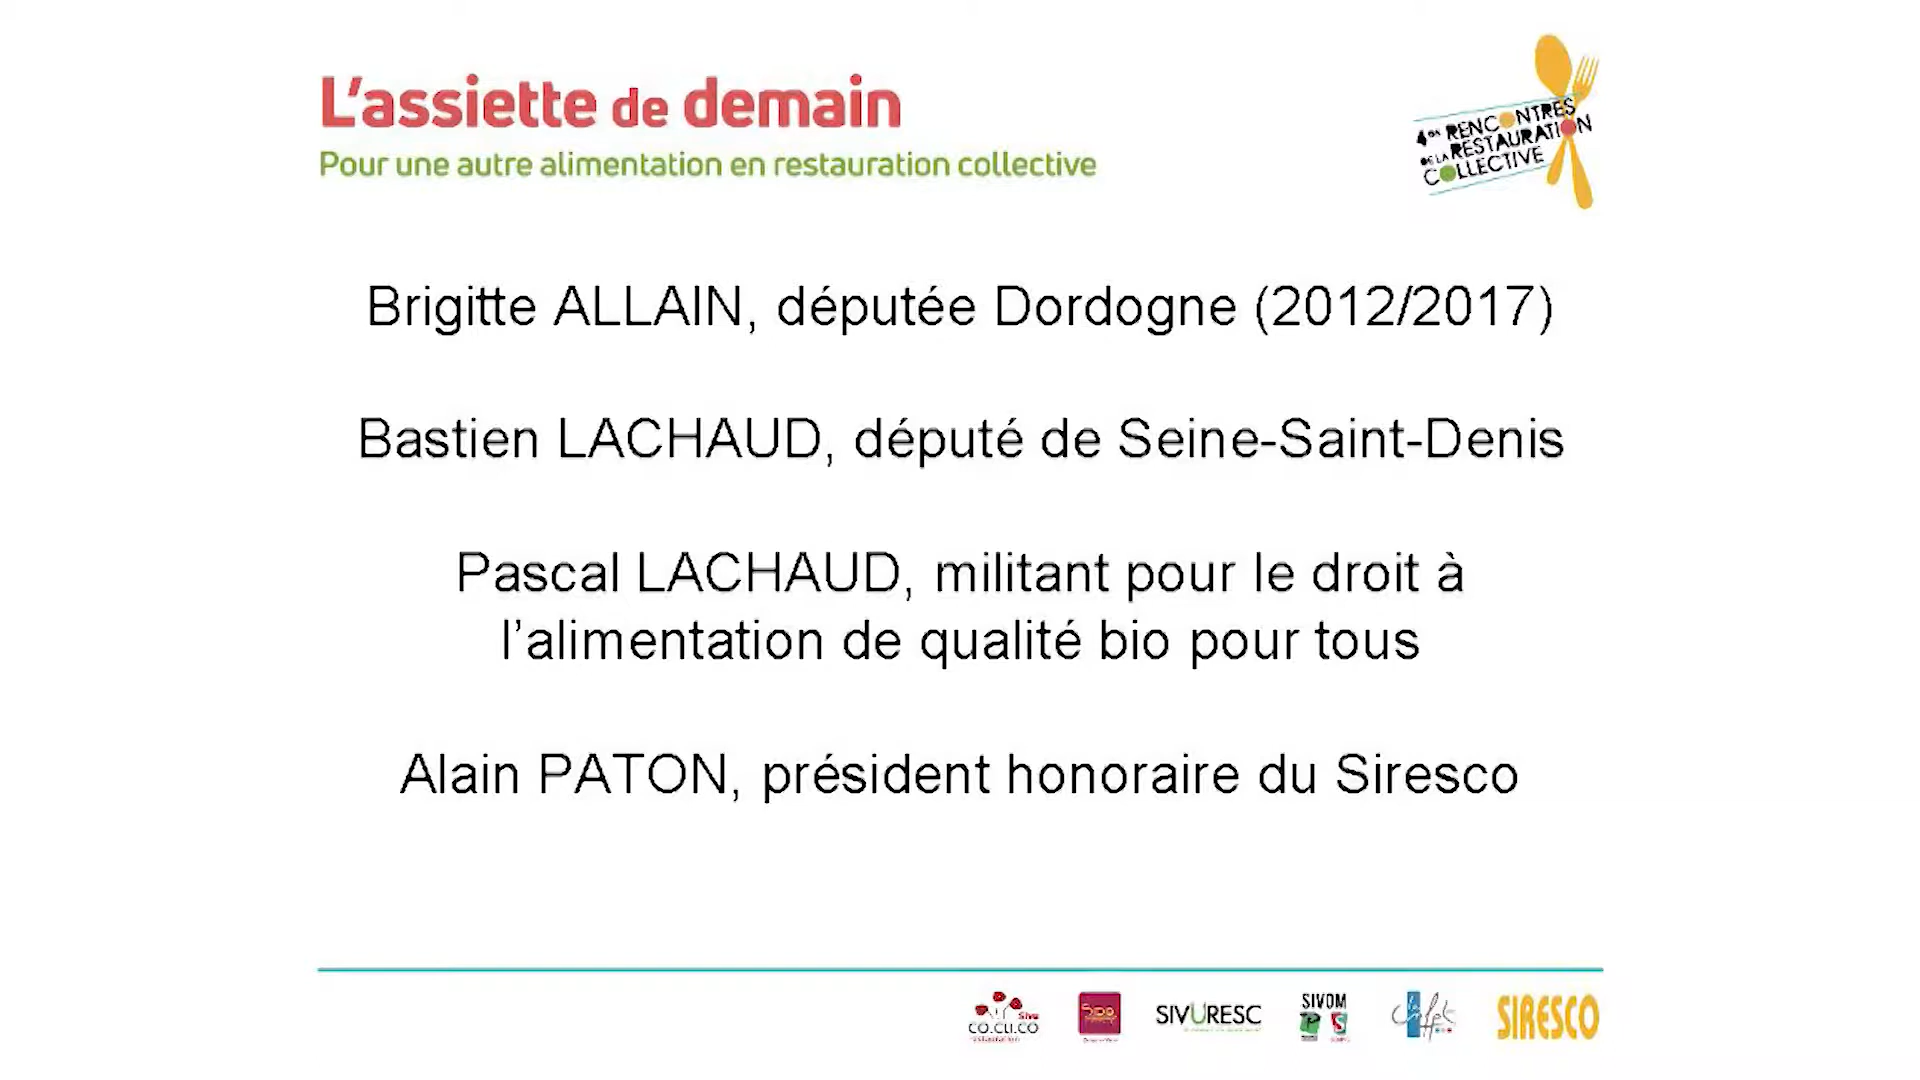 L'assiette de demain
Pour une autre alimentation en restauration collective
4es RENCONTRES
DE LA RESTAURATION
COLLECTIVE
Brigitte ALLAIN, députée Dordogne (2012/2017)
Bastien LACHAUD, député de Seine-Saint-Denis
Pascal LACHAUD, militant pour le droit à
l’alimentation de qualité bio pour tous
Alain PATON, président honoraire du Siresco
Sivu
CO.CLI.CO
restauration
SIVURESC
SIVOM
SIRESCO